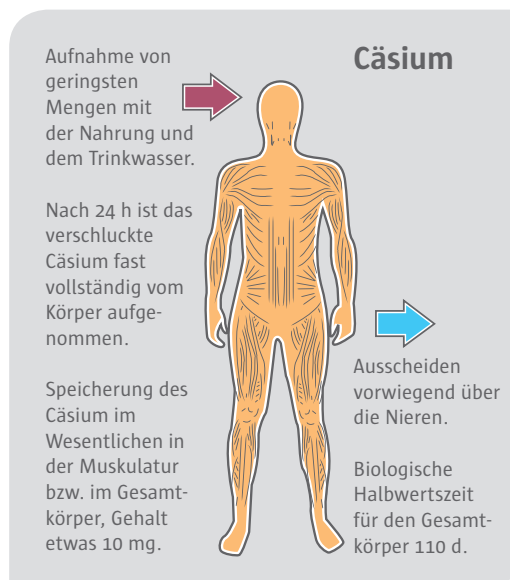 Cäsium
Aufnahme von
geringsten
Mengen mit
der Nahrung und
dem Trinkwasser.
Nach 24 h ist das
verschluckte
Cäsium fast
vollständig vom
Körper aufge-
nommen.
Speicherung des
Cäsium im
Wesentlichen in
der Muskulatur
bzw. im Gesamt-
körper, Gehalt
etwas 10 mg.
Ausscheiden
vorwiegend über
die Nieren.
Biologische
Halbwertszeit
für den Gesamt-
körper 110 d.